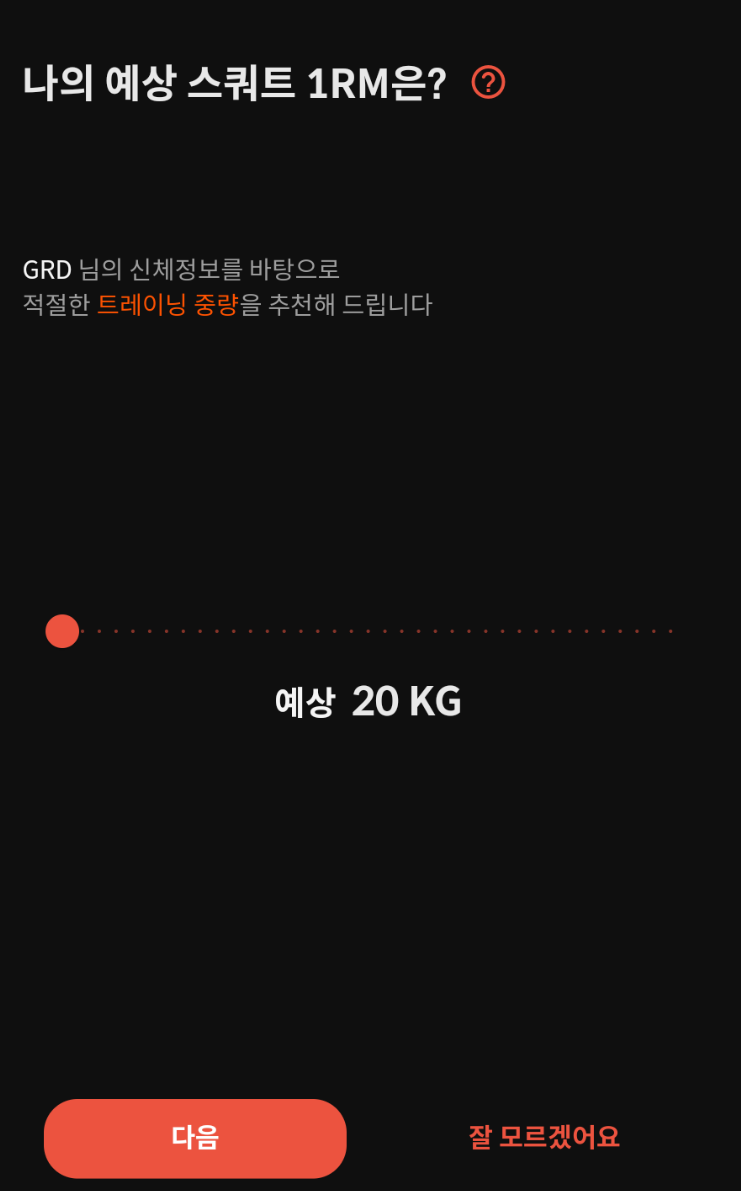 나의 예상 스쿼트 1RM은?
GRD 님의 신체정보를 바탕으로
적절한 트레이닝 중량을 추천해 드립니다
예상 20 KG
다음
잘 모르겠어요